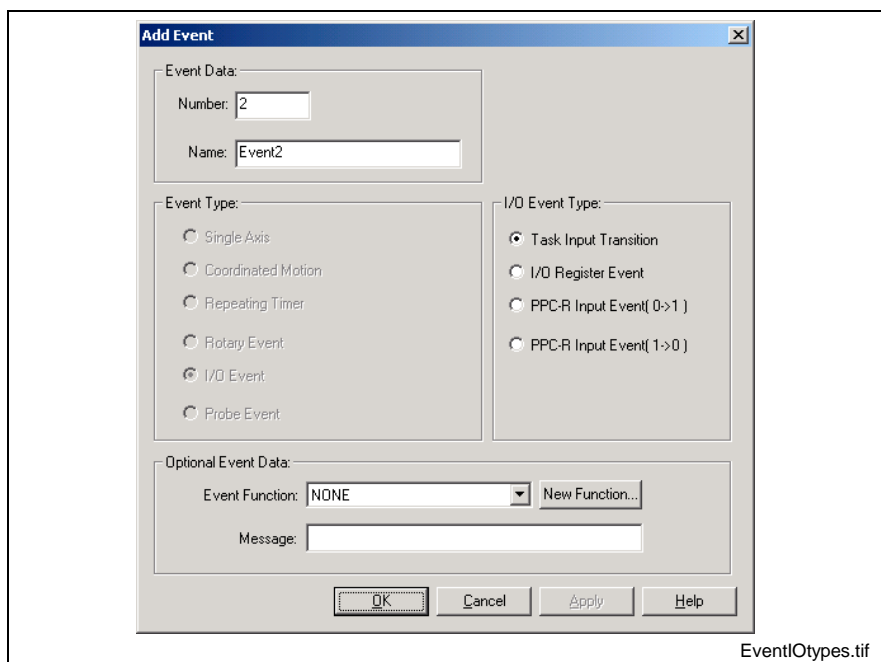 Add Event
Event Data:
Number: 2
Name: Event2
Event Type:
Single Axis
Coordinated Motion
Repeating Timer
Rotary Event
I/O Event
Probe Event
I/O Event Type:
Task Input Transition
I/O Register Event
PPC-R Input Event( 0->1 )
PPC-R Input Event( 1->0 )
Optional Event Data:
Event Function: NONE New Function...
Message:
OK Cancel Apply Help
EventIOtypes.tif